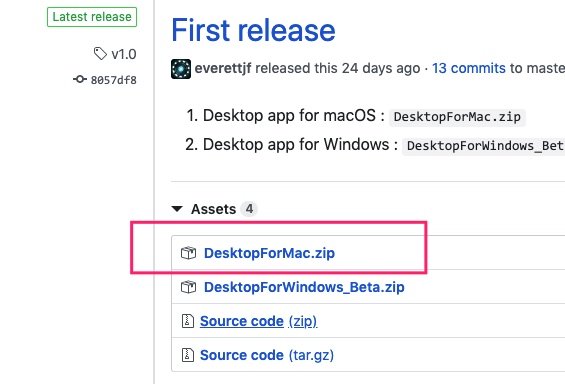 Latest release
v1.0
8057df8
First release
everettjf released this 24 days ago · 13 commits to maste
1. Desktop app for macOS : DesktopForMac.zip
2. Desktop app for Windows : DesktopForWindows_Bet
Assets 4
DesktopForMac.zip
DesktopForWindows_Beta.zip
Source code (zip)
Source code (tar.gz)